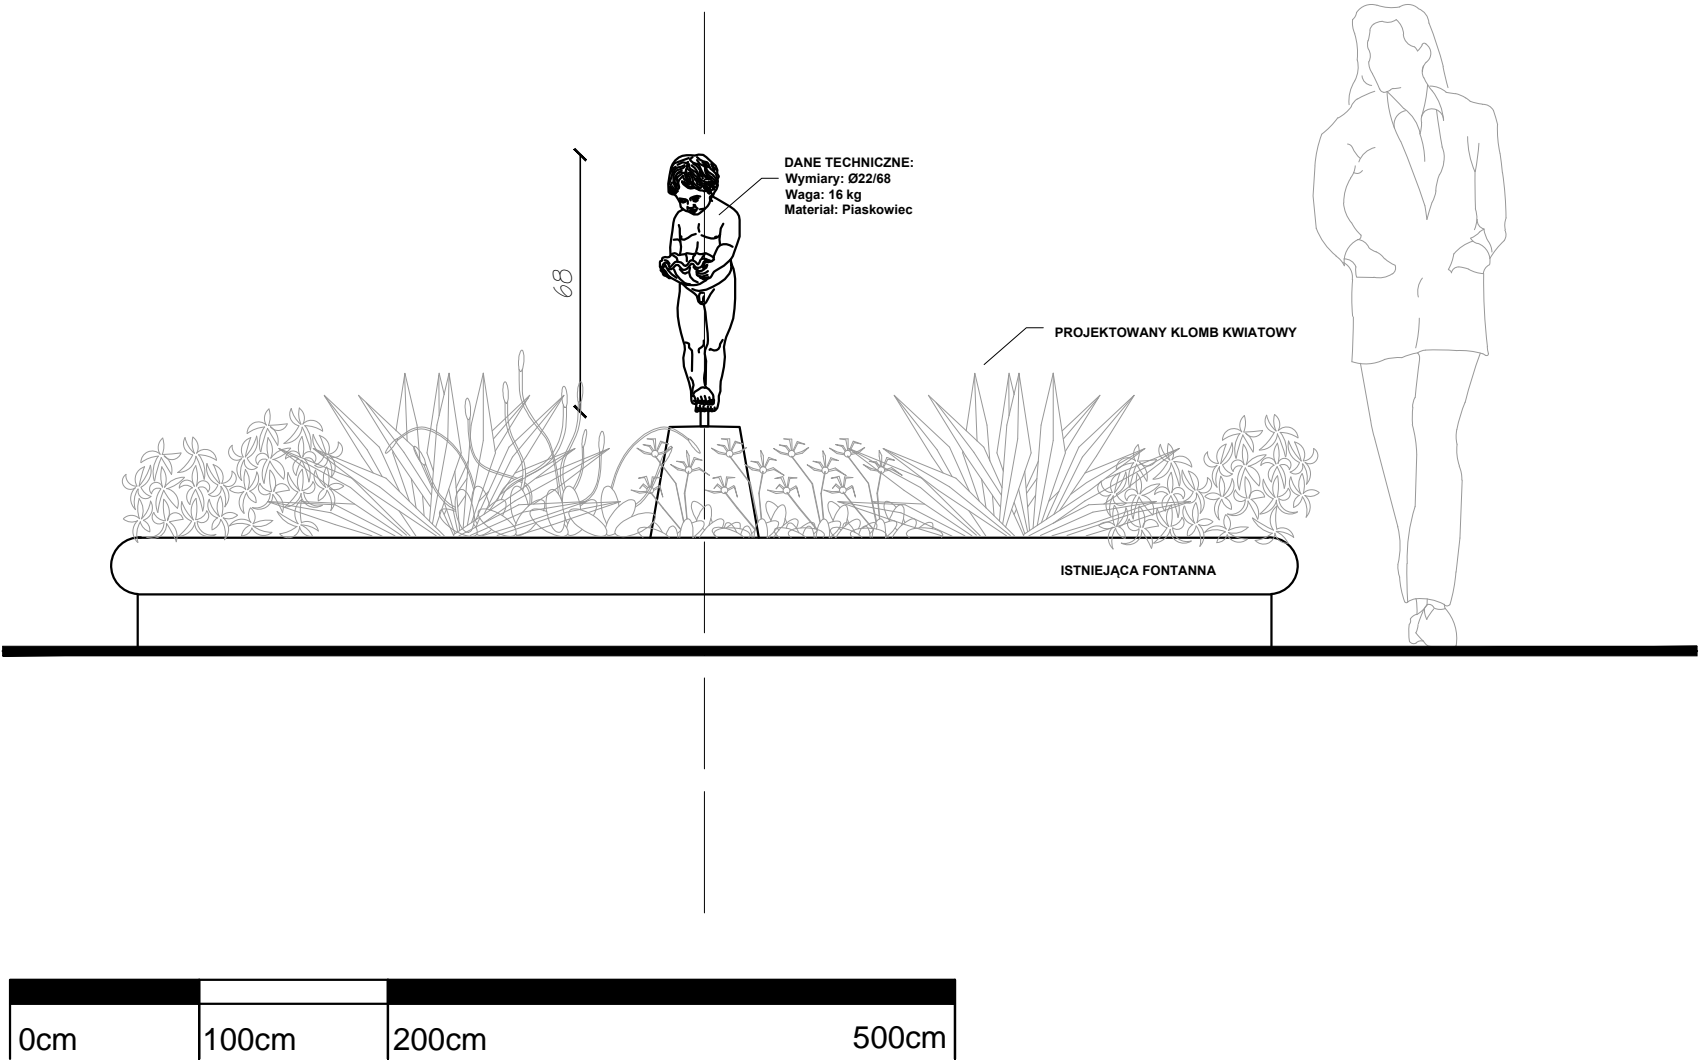 DANE TECHNICZNE:
Wymiary: Ø22/68
Waga: 16 kg
Materiał: Piaskowiec
68
PROJEKTOWANY KLOMB KWIATOWY
ISTNIEJĄCA FONTANNA
0cm
100cm
200cm
500cm